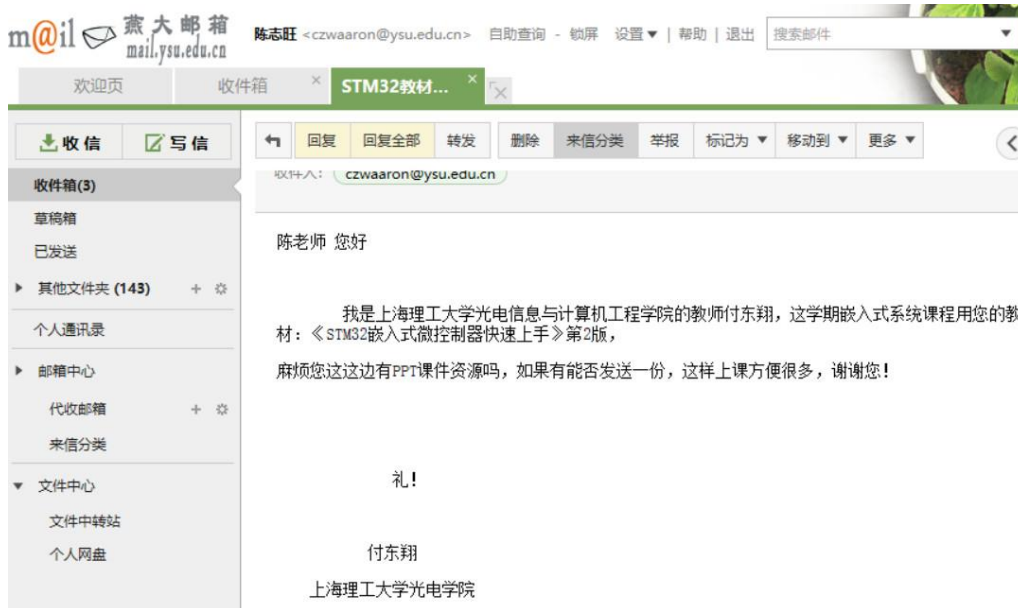 m@il 燕大邮箱
mail.ysu.edu.cn
陈志旺 <czwaaron@ysu.edu.cn> 自助查询 - 锁屏 设置▼ | 帮助 | 退出 搜索邮件
欢迎页 收件箱 × STM32教材... ×
收信 写信
回复 回复全部 转发 删除 来信分类 举报 标记为 ▼ 移动到 ▼ 更多 ▼
收件箱(3)
草稿箱
已发送
其他文件夹 (143) +
个人通讯录
邮箱中心
代收邮箱 +
来信分类
文件中心
文件中转站
个人网盘
收件人: czwaaron@ysu.edu.cn
陈老师 您好
我是上海理工大学光电信息与计算机工程学院的教师付东翔，这学期嵌入式系统课程用您的教
材：《STM32嵌入式微控制器快速上手》第2版，
麻烦您这这边有PPT课件资源吗，如果有能否发送一份，这样上课方便很多，谢谢您！
礼！
付东翔
上海理工大学光电学院